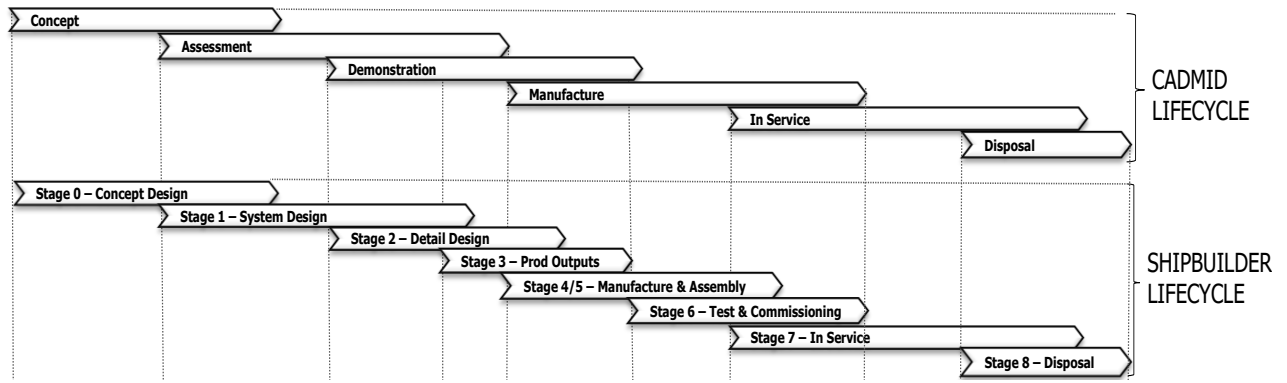 Concept
Assessment
Demonstration
Manufacture
In Service
Disposal
CADMID
LIFECYCLE
Stage 0 – Concept Design
Stage 1 – System Design
Stage 2 – Detail Design
Stage 3 – Prod Outputs
Stage 4/5 – Manufacture & Assembly
Stage 6 – Test & Commissioning
Stage 7 – In Service
Stage 8 – Disposal
SHIPBUILDER
LIFECYCLE